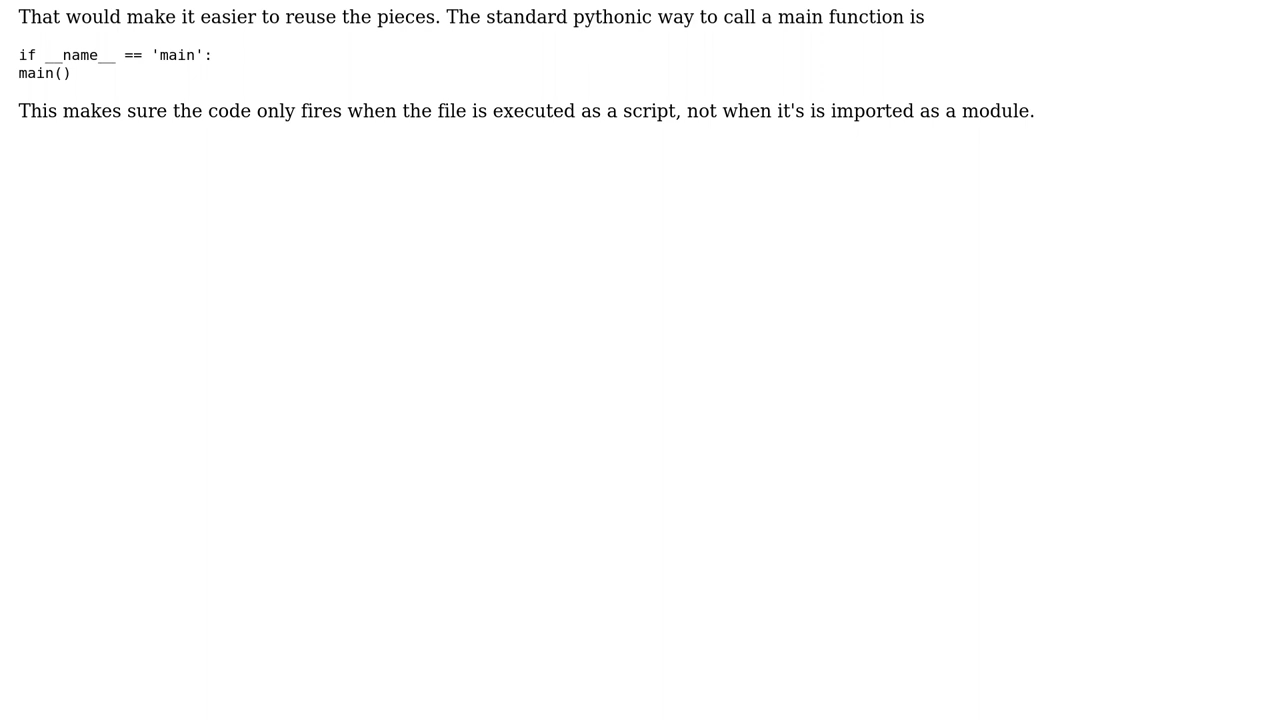 That would make it easier to reuse the pieces. The standard pythonic way to call a main function is
if __name__ == 'main':
main()
This makes sure the code only fires when the file is executed as a script, not when it's is imported as a module.